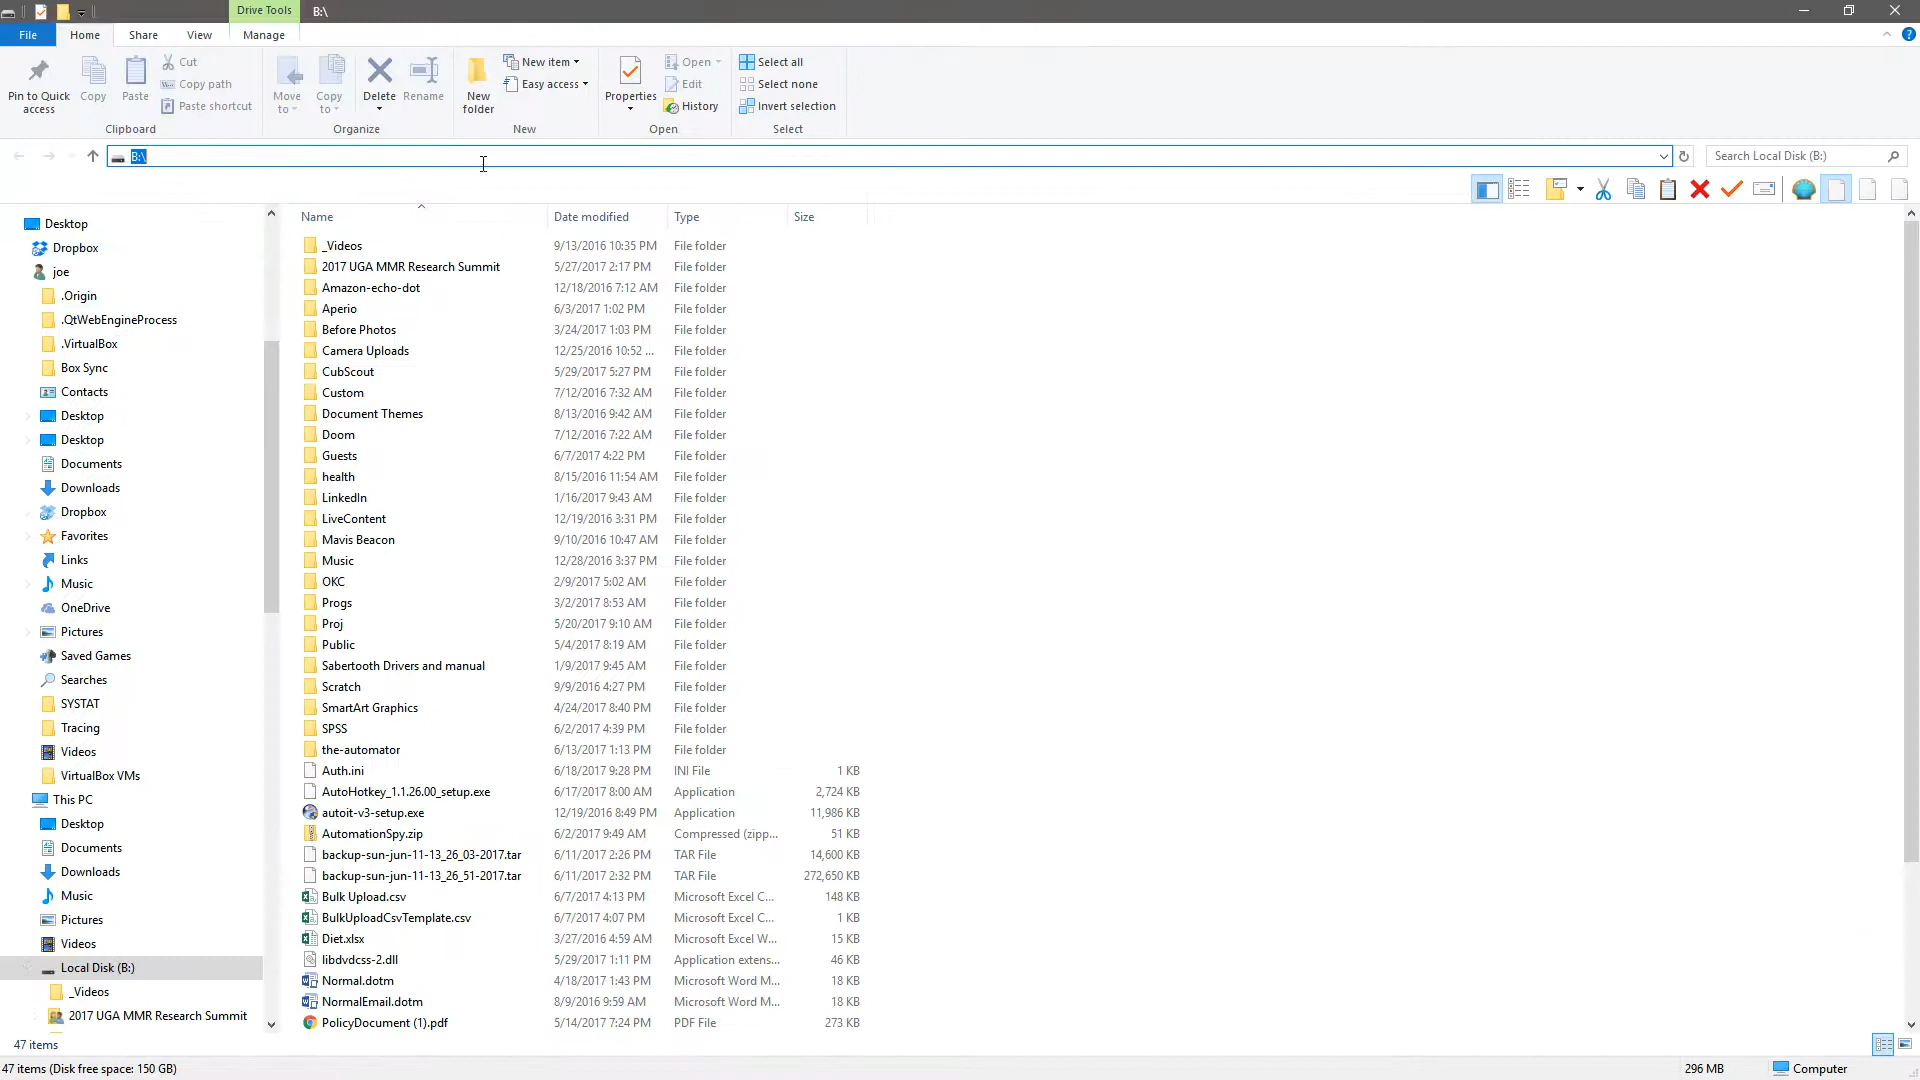 Drive Tools B:\
File Home Share View Manage
Pin to Quick access
Copy
Paste
Cut
Copy path
Paste shortcut
Clipboard
Move to
Copy to
Delete
Rename
Organize
New folder
New item
Easy access
New
Properties
Open
Edit
History
Open
Select all
Select none
Invert selection
Select
B:\
Search Local Disk (B:)
Desktop
Dropbox
joe
.Origin
.QtWebEngineProcess
.VirtualBox
Box Sync
Contacts
Desktop
Desktop
Documents
Downloads
Dropbox
Favorites
Links
Music
OneDrive
Pictures
Saved Games
Searches
SYSTAT
Tracing
Videos
VirtualBox VMs
This PC
Desktop
Documents
Downloads
Music
Pictures
Videos
Local Disk (B:)
_Videos
2017 UGA MMR Research Summit
Name Date modified Type Size
_Videos 9/13/2016 10:35 PM File folder
2017 UGA MMR Research Summit 5/27/2017 2:17 PM File folder
Amazon-echo-dot 12/18/2016 7:12 AM File folder
Aperio 6/3/2017 1:02 PM File folder
Before Photos 3/24/2017 1:03 PM File folder
Camera Uploads 12/25/2016 10:52 ... File folder
CubScout 5/29/2017 5:27 PM File folder
Custom 7/12/2016 7:32 AM File folder
Document Themes 8/13/2016 9:42 AM File folder
Doom 7/12/2016 7:22 AM File folder
Guests 6/7/2017 4:22 PM File folder
health 8/15/2016 11:54 AM File folder
LinkedIn 1/16/2017 9:43 AM File folder
LiveContent 12/19/2016 3:31 PM File folder
Mavis Beacon 9/10/2016 10:47 AM File folder
Music 12/28/2016 3:37 PM File folder
OKC 2/9/2017 5:02 AM File folder
Progs 3/2/2017 8:53 AM File folder
Proj 5/20/2017 9:10 AM File folder
Public 5/4/2017 8:19 AM File folder
Sabertooth Drivers and manual 1/9/2017 9:45 AM File folder
Scratch 9/9/2016 4:27 PM File folder
SmartArt Graphics 4/24/2017 8:40 PM File folder
SPSS 6/2/2017 4:39 PM File folder
the-automator 6/13/2017 1:13 PM File folder
Auth.ini 6/18/2017 9:28 PM INI File 1 KB
AutoHotkey_1.1.26.00_setup.exe 6/17/2017 8:00 AM Application 2,724 KB
autoit-v3-setup.exe 12/19/2016 8:49 PM Application 11,986 KB
AutomationSpy.zip 6/2/2017 9:49 AM Compressed (zipp... 51 KB
backup-sun-jun-11-13_26_03-2017.tar 6/11/2017 2:26 PM TAR File 14,600 KB
backup-sun-jun-11-13_26_51-2017.tar 6/11/2017 2:32 PM TAR File 272,650 KB
Bulk Upload.csv 6/7/2017 4:13 PM Microsoft Excel C... 148 KB
BulkUploadCsvTemplate.csv 6/7/2017 4:07 PM Microsoft Excel C... 1 KB
Diet.xlsx 3/27/2016 4:59 AM Microsoft Excel W... 15 KB
libdvdcss-2.dll 5/29/2017 1:11 PM Application extens... 46 KB
Normal.dotm 4/18/2017 1:43 PM Microsoft Word M... 18 KB
NormalEmail.dotm 8/9/2016 9:59 AM Microsoft Word M... 18 KB
PolicyDocument (1).pdf 5/14/2017 7:24 PM PDF File 273 KB
47 items
47 items (Disk free space: 150 GB) 296 MB Computer